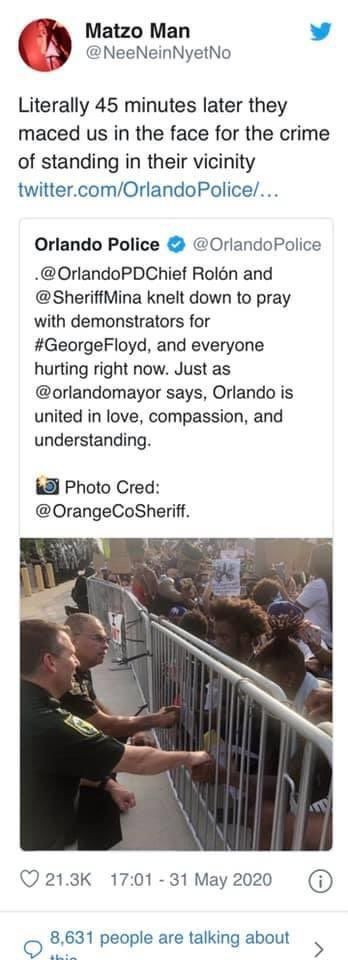 Matzo Man
@NeeNeinNyetNo
Literally 45 minutes later they
maced us in the face for the crime
of standing in their vicinity
twitter.com/OrlandoPolice/…
Orlando Police @OrlandoPolice
.@OrlandoPDChief Rolón and
@SheriffMina knelt down to pray
with demonstrators for
#GeorgeFloyd, and everyone
hurting right now. Just as
@orlandomayor says, Orlando is
united in love, compassion, and
understanding.
📸 Photo Cred:
@OrangeCoSheriff.
21.3K 17:01 - 31 May 2020
8,631 people are talking about
this